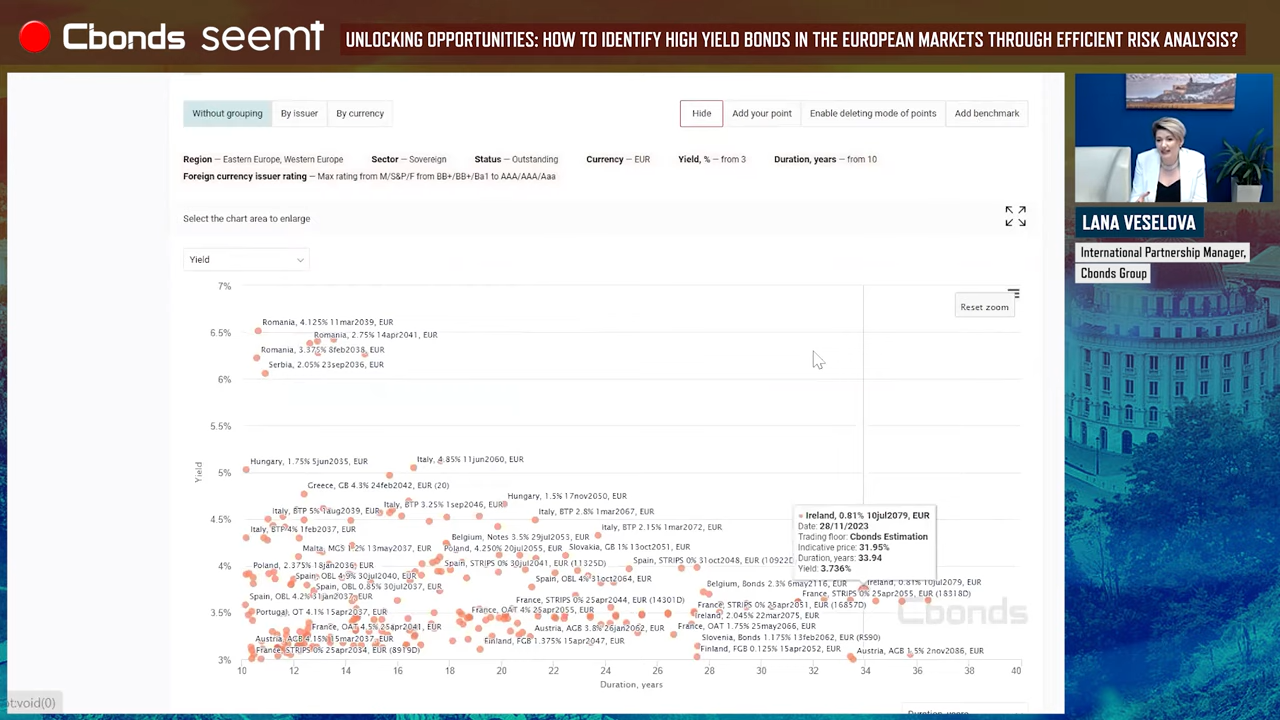 Cbonds seemt UNLOCKING OPPORTUNITIES: HOW TO IDENTIFY HIGH YIELD BONDS IN THE EUROPEAN MARKETS THROUGH EFFICIENT RISK ANALYSIS?
Without grouping By issuer By currency Hide Add your point Enable deleting mode of points Add benchmark
Region — Eastern Europe, Western Europe Sector — Sovereign Status — Outstanding Currency — EUR Yield, % — from 3 Duration, years — from 10
Foreign currency issuer rating — Max rating from M/S&P/F from BB+/BB+/Ba1 to AAA/AAA/Aaa
LANA VESELOVA
International Partnership Manager,
Cbonds Group
Select the chart area to enlarge
Yield
7%
Reset zoom
Romania, 4.125% 11mar2039, EUR
6.5%
Romania, 2.75% 14apr2041, EUR
Romania, 3.375% 8feb2038, EUR
Serbia, 2.05% 23sep2036, EUR
6%
5.5%
Italy, 4.85% 11jun2060, EUR
Hungary, 1.75% 5jun2035, EUR
5%
Greece, GB 4.3% 24feb2042, EUR (20)
Hungary, 1.5% 17nov2050, EUR
Italy, BTP 3.25% 1sep2046, EUR
Italy, BTP 5% 1aug2039, EUR
Italy, BTP 2.8% 1mar2067, EUR
4.5%
Italy, BTP 4% 1feb2037, EUR
Italy, BTP 2.15% 1mar2072, EUR
Belgium, Notes 3.5% 29jul2053, EUR
Malta, MGS 1.2% 13may2037, EUR
Poland, 4.250% 20jul2055, EUR
Slovakia, GB 1% 13oct2051, EUR
Poland, 2.375% 18jan2036, EUR
Spain, STRIPS 0% 30jul2041, EUR (11325D)
Spain, STRIPS 0% 31oct2048, EUR (10922D
4%
Spain, OBL 4.9% 30jul2040, EUR
Spain, OBL 4% 31oct2064, EUR
Spain, OBL 0.85% 30jul2037, EUR
Belgium, Bonds 2.3% 6may2116, EUR
Ireland, 0.81% 10jul2079, EUR
Spain, OBL 4.2% 31jan2037, EUR
France, STRIPS 0% 25apr2044 (14301D)
France, STRIPS 0% 25apr2051, EUR (16857D)
France, STRIPS 0% 25apr2055, EUR (18318D)
3.5%
Portugal, OT 4.1% 15apr2037, EUR
France, OAT 4% 25apr2055, EUR
Ireland, 2.045% 22mar2075, EUR
France, OAT 4.5% 25apr2041, EUR
Austria, AGB 3.8% 26jan2062, EUR
France, OAT 1.75% 25may2066, EUR
Austria, AGB 4.15% 15mar2037, EUR
Finland, FGB 1.375% 15apr2047, EUR
Slovenia, Bonds 1.175% 13feb2062, EUR (RS90)
France, STRIPS 0% 25apr2034, EUR (8919D)
Finland, FGB 0.125% 15apr2052, EUR
Austria, AGB 1.5% 2nov2086, EUR
3%
Ireland, 0.81% 10jul2079, EUR
Date: 28/11/2023
Trading floor: Cbonds Estimation
Indicative price: 31.95%
Duration, years: 33.94
Yield: 3.736%
Cbonds
Yield
10 12 14 16 18 20 22 24 26 28 30 32 34 36 38 40
Duration, years
ot:void(0)
Duration, years